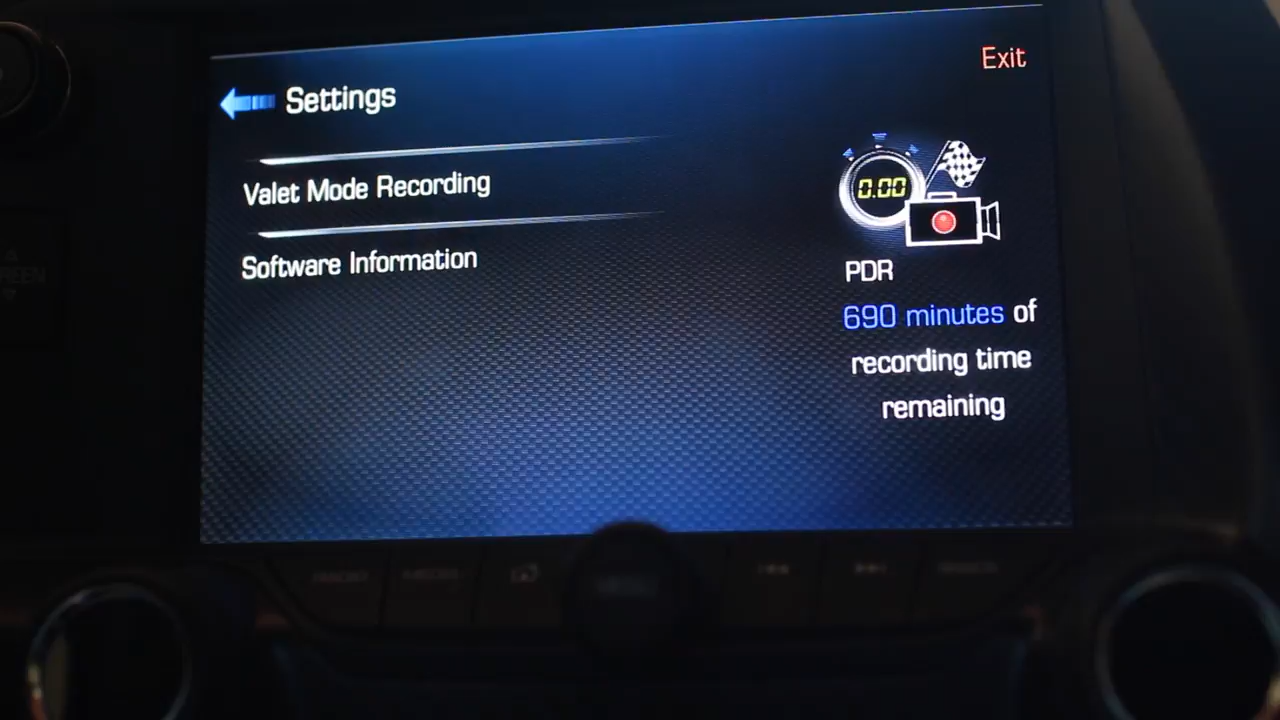 Exit
Settings
Valet Mode Recording
Software Information
0.00
PDR
690 minutes of
recording time
remaining